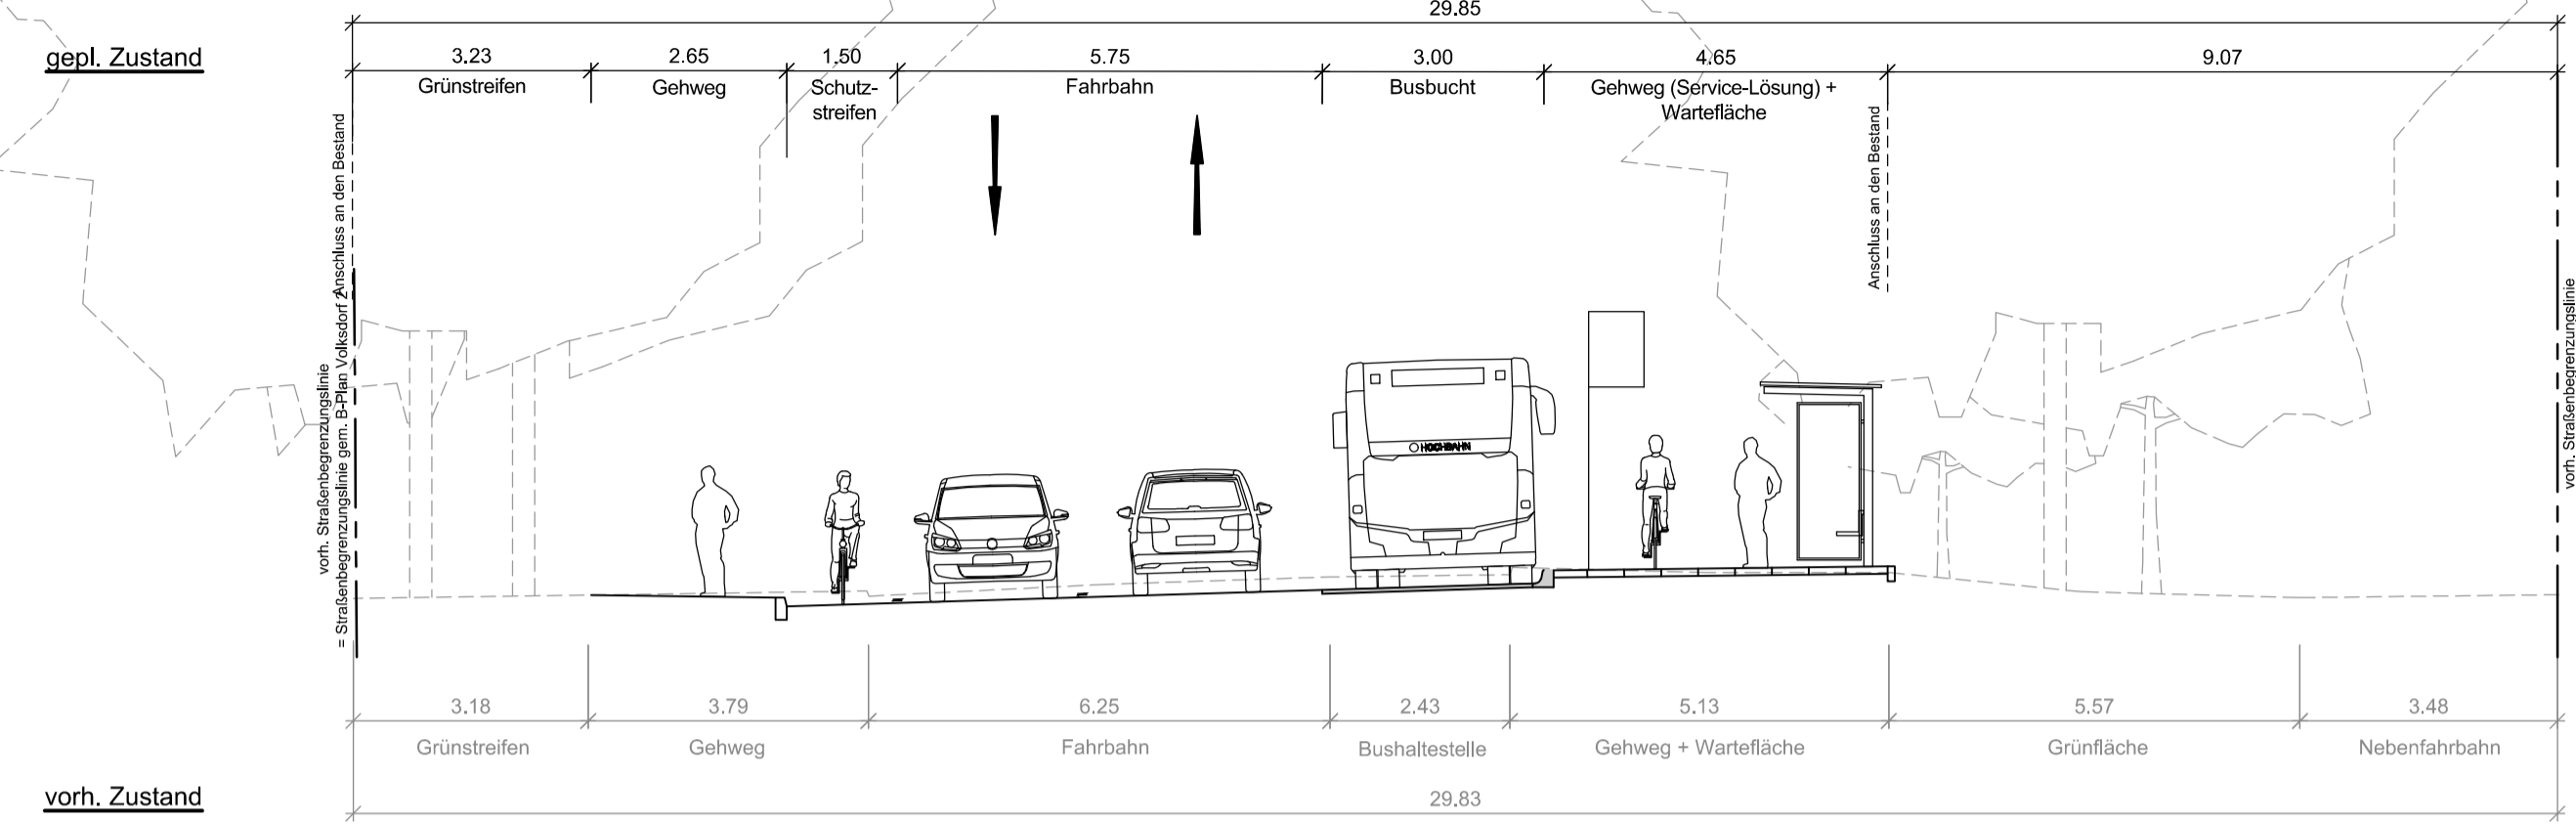 29.85
gepl. Zustand
3.23
2.65
1.50
5.75
3.00
4.65
9.07
Grünstreifen
Gehweg
Schutz-
streifen
Fahrbahn
Busbucht
Gehweg (Service-Lösung) +
Wartefläche
Anschluss an den Bestand
Anschluss an den Bestand
vorh. Straßenbegrenzungslinie
= Straßenbegrenzungslinie gem. B-Plan Volksdorf 2
vorh. Straßenbegrenzungslinie
HOCHBAHN
3.18
3.79
6.25
2.43
5.13
5.57
3.48
Grünstreifen
Gehweg
Fahrbahn
Bushaltestelle
Gehweg + Wartefläche
Grünfläche
Nebenfahrbahn
vorh. Zustand
29.83